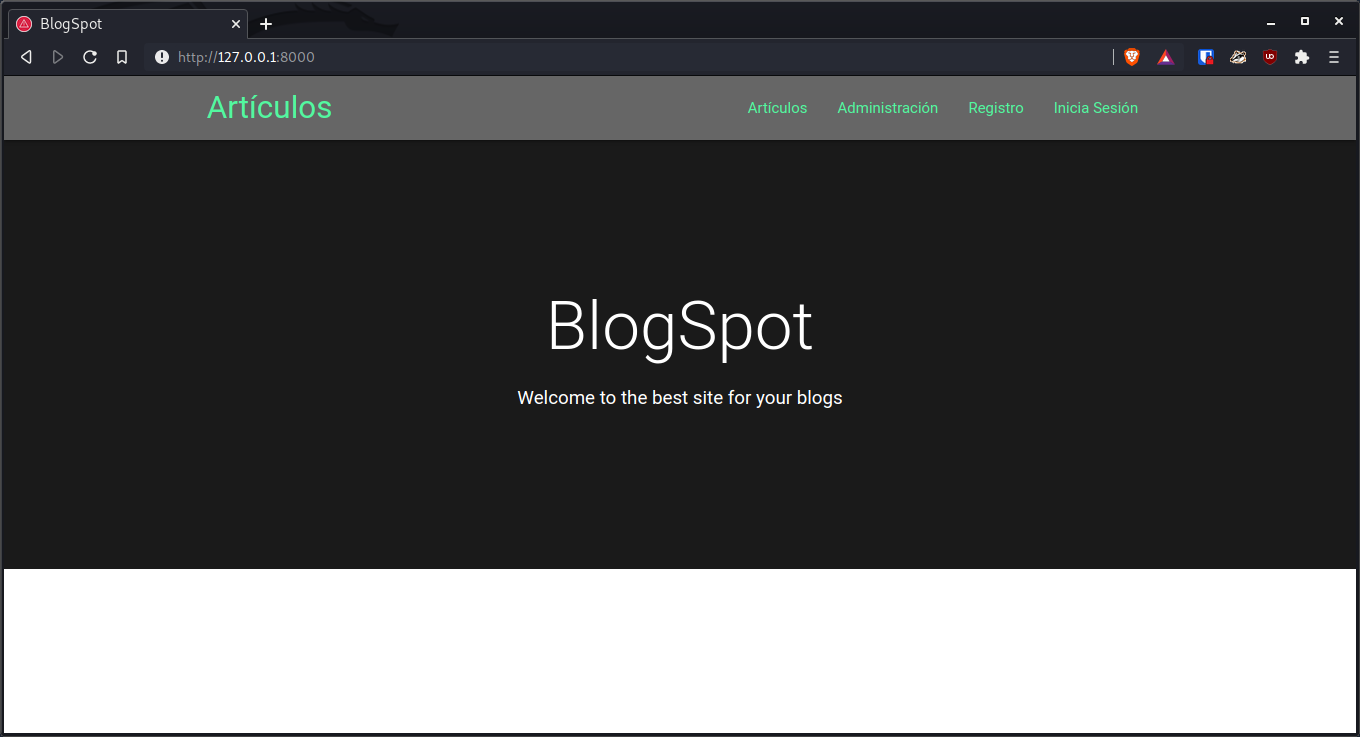 BlogSpot
http://127.0.0.1:8000
Artículos
Artículos Administración Registro Inicia Sesión
BlogSpot
Welcome to the best site for your blogs